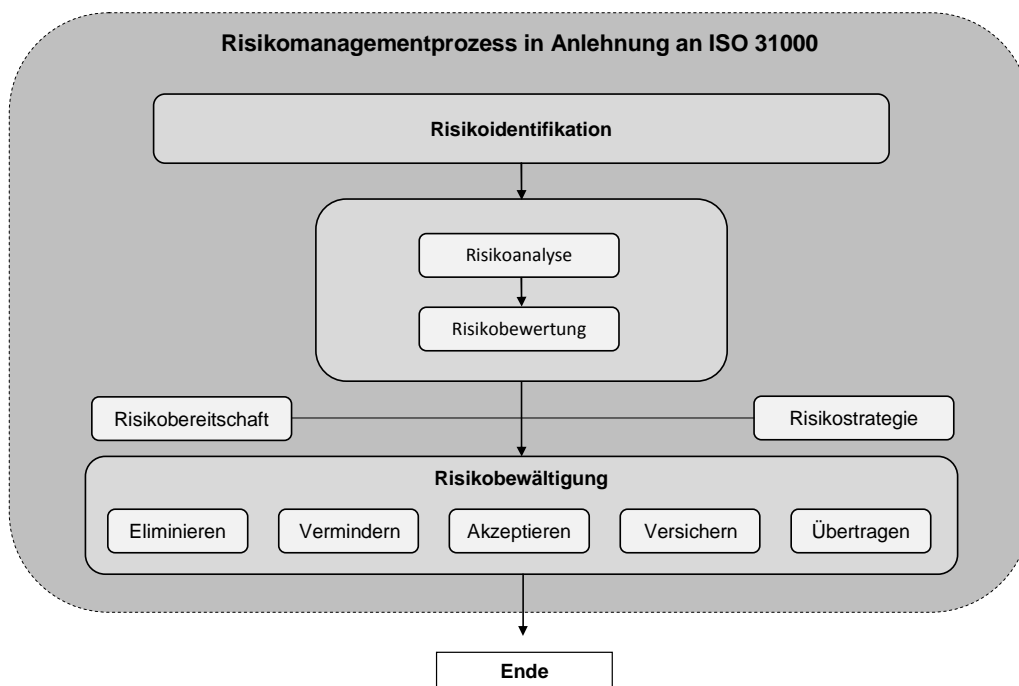 Risikomanagementprozess in Anlehnung an ISO 31000
Risikoidentifikation
Risikoanalyse
Risikobewertung
Risikobereitschaft
Risikostrategie
Risikobewältigung
Eliminieren
Vermindern
Akzeptieren
Versichern
Übertragen
Ende